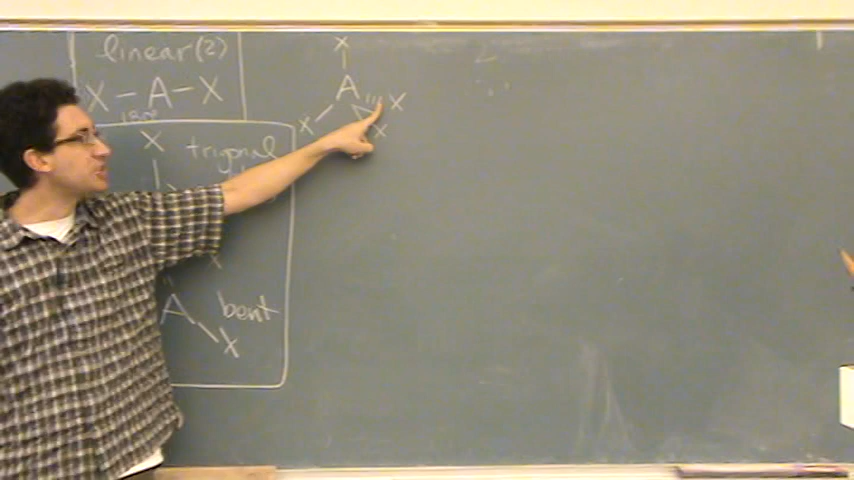 linear(2)
X – A – X
180°
X
trigonal
A
bent
X
X
A
X
X
X